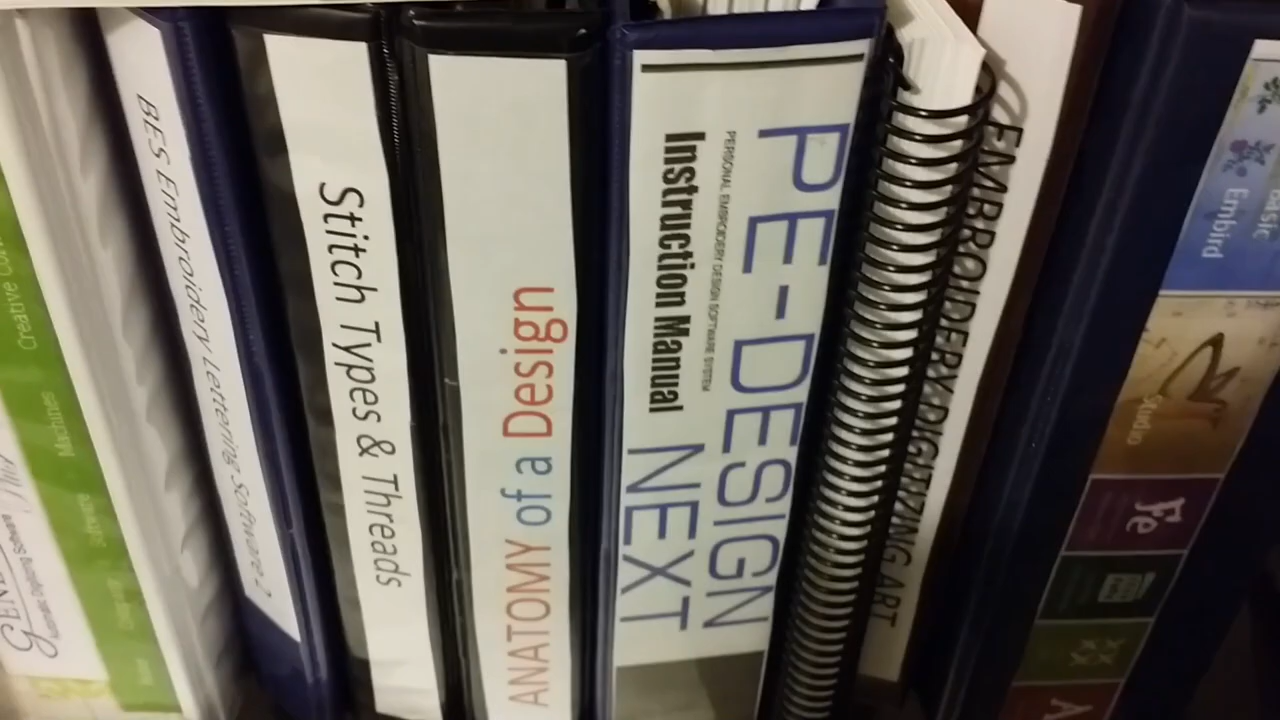 Creative
Machines
Software
BES Embroidery Lettering Software 2
Stitch Types & Threads
ANATOMY of a Design
PE-DESIGN
NEXT
PERSONAL EMBROIDERY DESIGN SOFTWARE SYSTEM
Instruction Manual
EMBROIDERY DIGITIZING ART
Basic
Embird
Studio
Fe
A